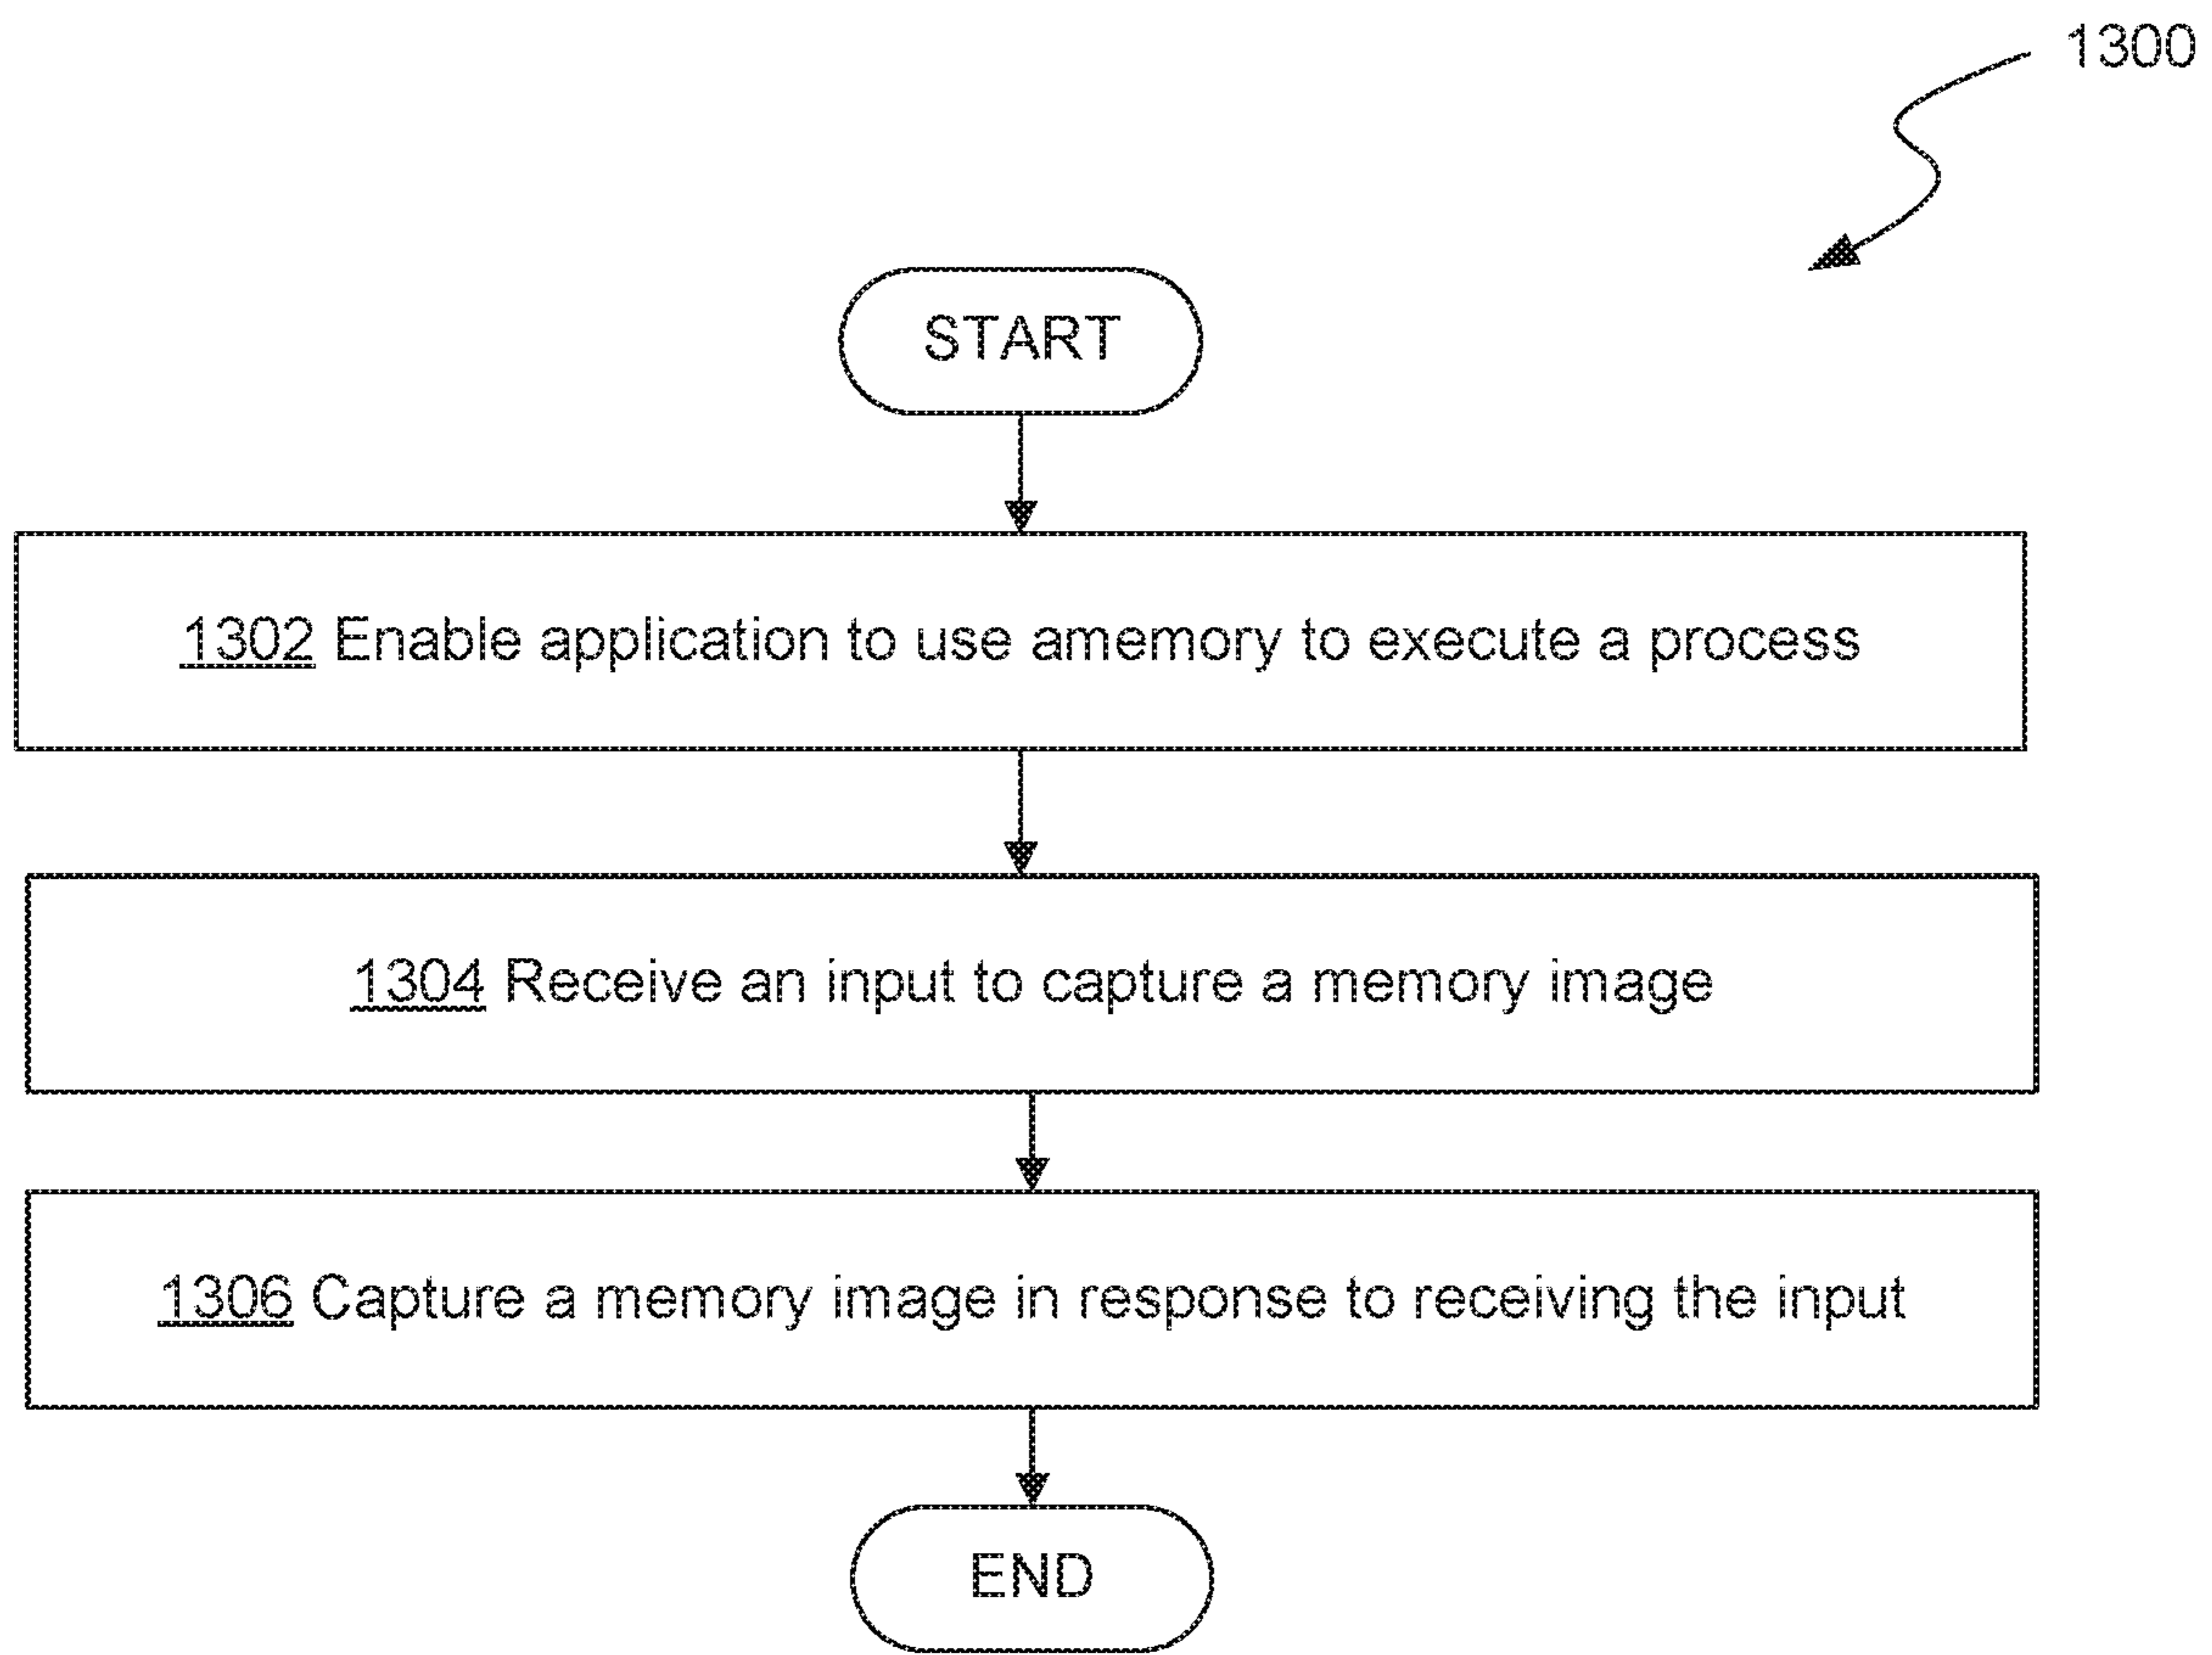 1300
START
1302 Enable application to use amemory to execute a process
1304 Receive an input to capture a memory image
1306 Capture a memory image in response to receiving the input
END